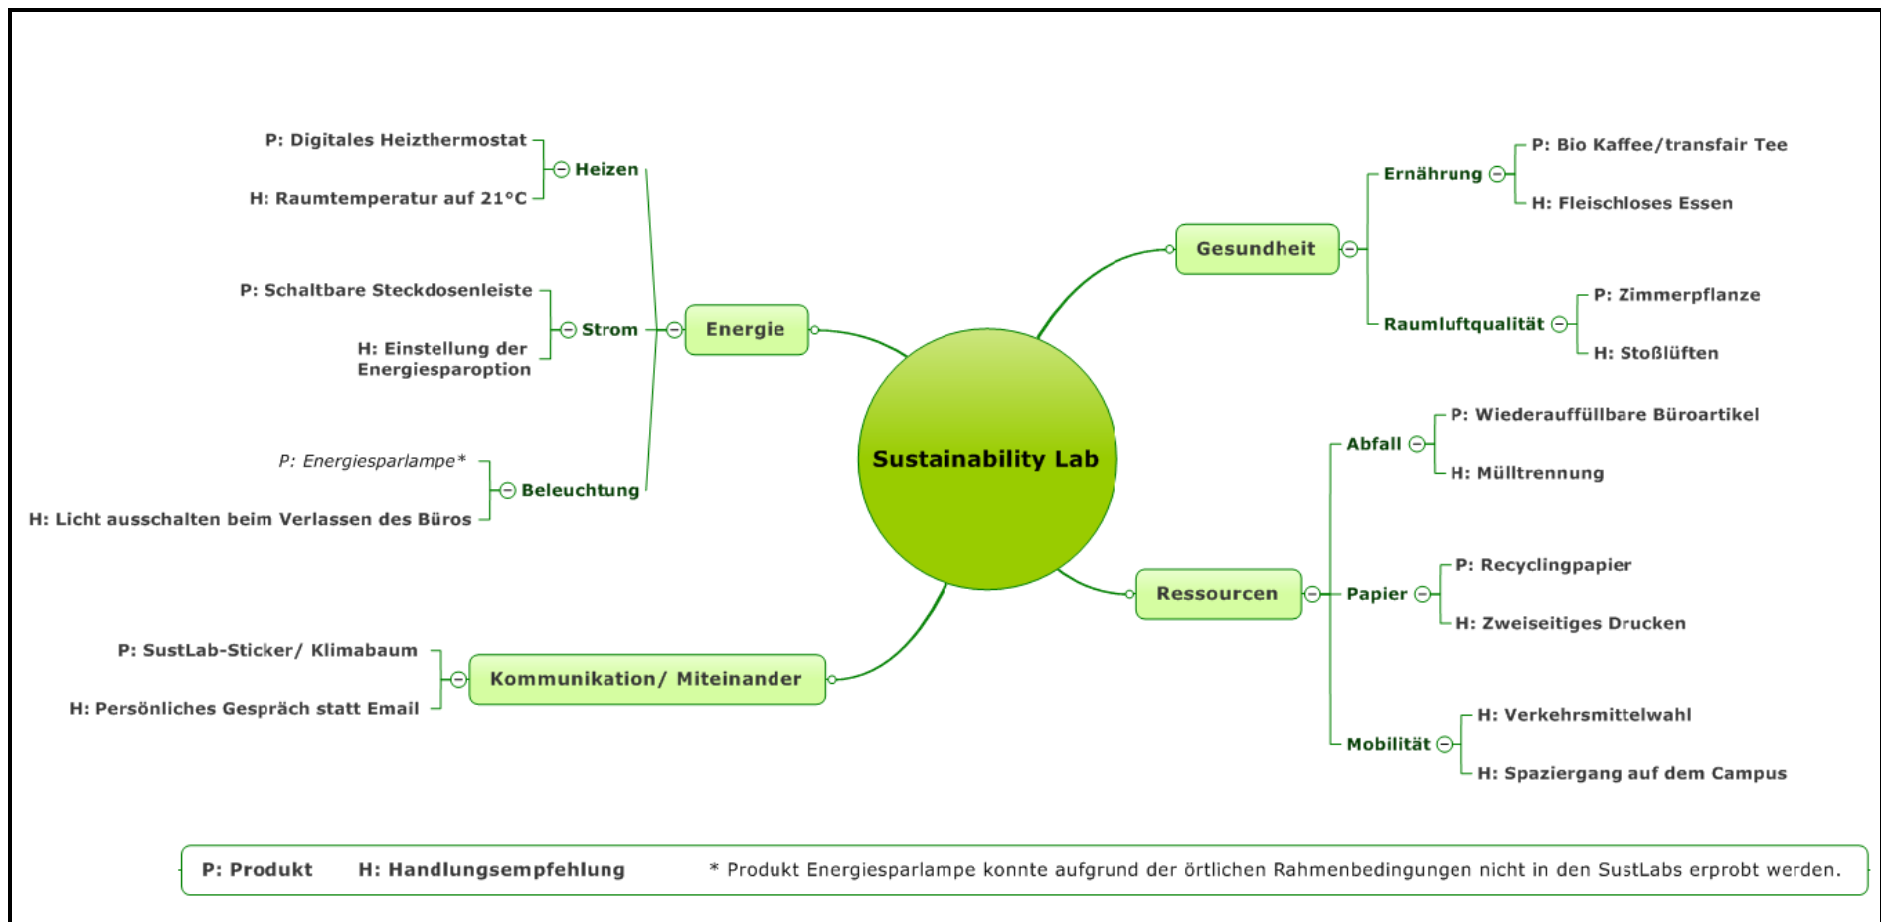 P: Digitales Heizthermostat
Heizen
H: Raumtemperatur auf 21°C
P: Schaltbare Steckdosenleiste
Strom
H: Einstellung der
Energiesparoption
Energie
P: Energiesparlampe*
Beleuchtung
H: Licht ausschalten beim Verlassen des Büros
P: SustLab-Sticker/ Klimabaum
Kommunikation/ Miteinander
H: Persönliches Gespräch statt Email
Sustainability Lab
Gesundheit
Ernährung
P: Bio Kaffee/transfair Tee
H: Fleischloses Essen
Raumluftqualität
P: Zimmerpflanze
H: Stoßlüften
Ressourcen
Abfall
P: Wiederauffüllbare Büroartikel
H: Mülltrennung
Papier
P: Recyclingpapier
H: Zweiseitiges Drucken
Mobilität
H: Verkehrsmittelwahl
H: Spaziergang auf dem Campus
P: Produkt H: Handlungsempfehlung * Produkt Energiesparlampe konnte aufgrund der örtlichen Rahmenbedingungen nicht in den SustLabs erprobt werden.